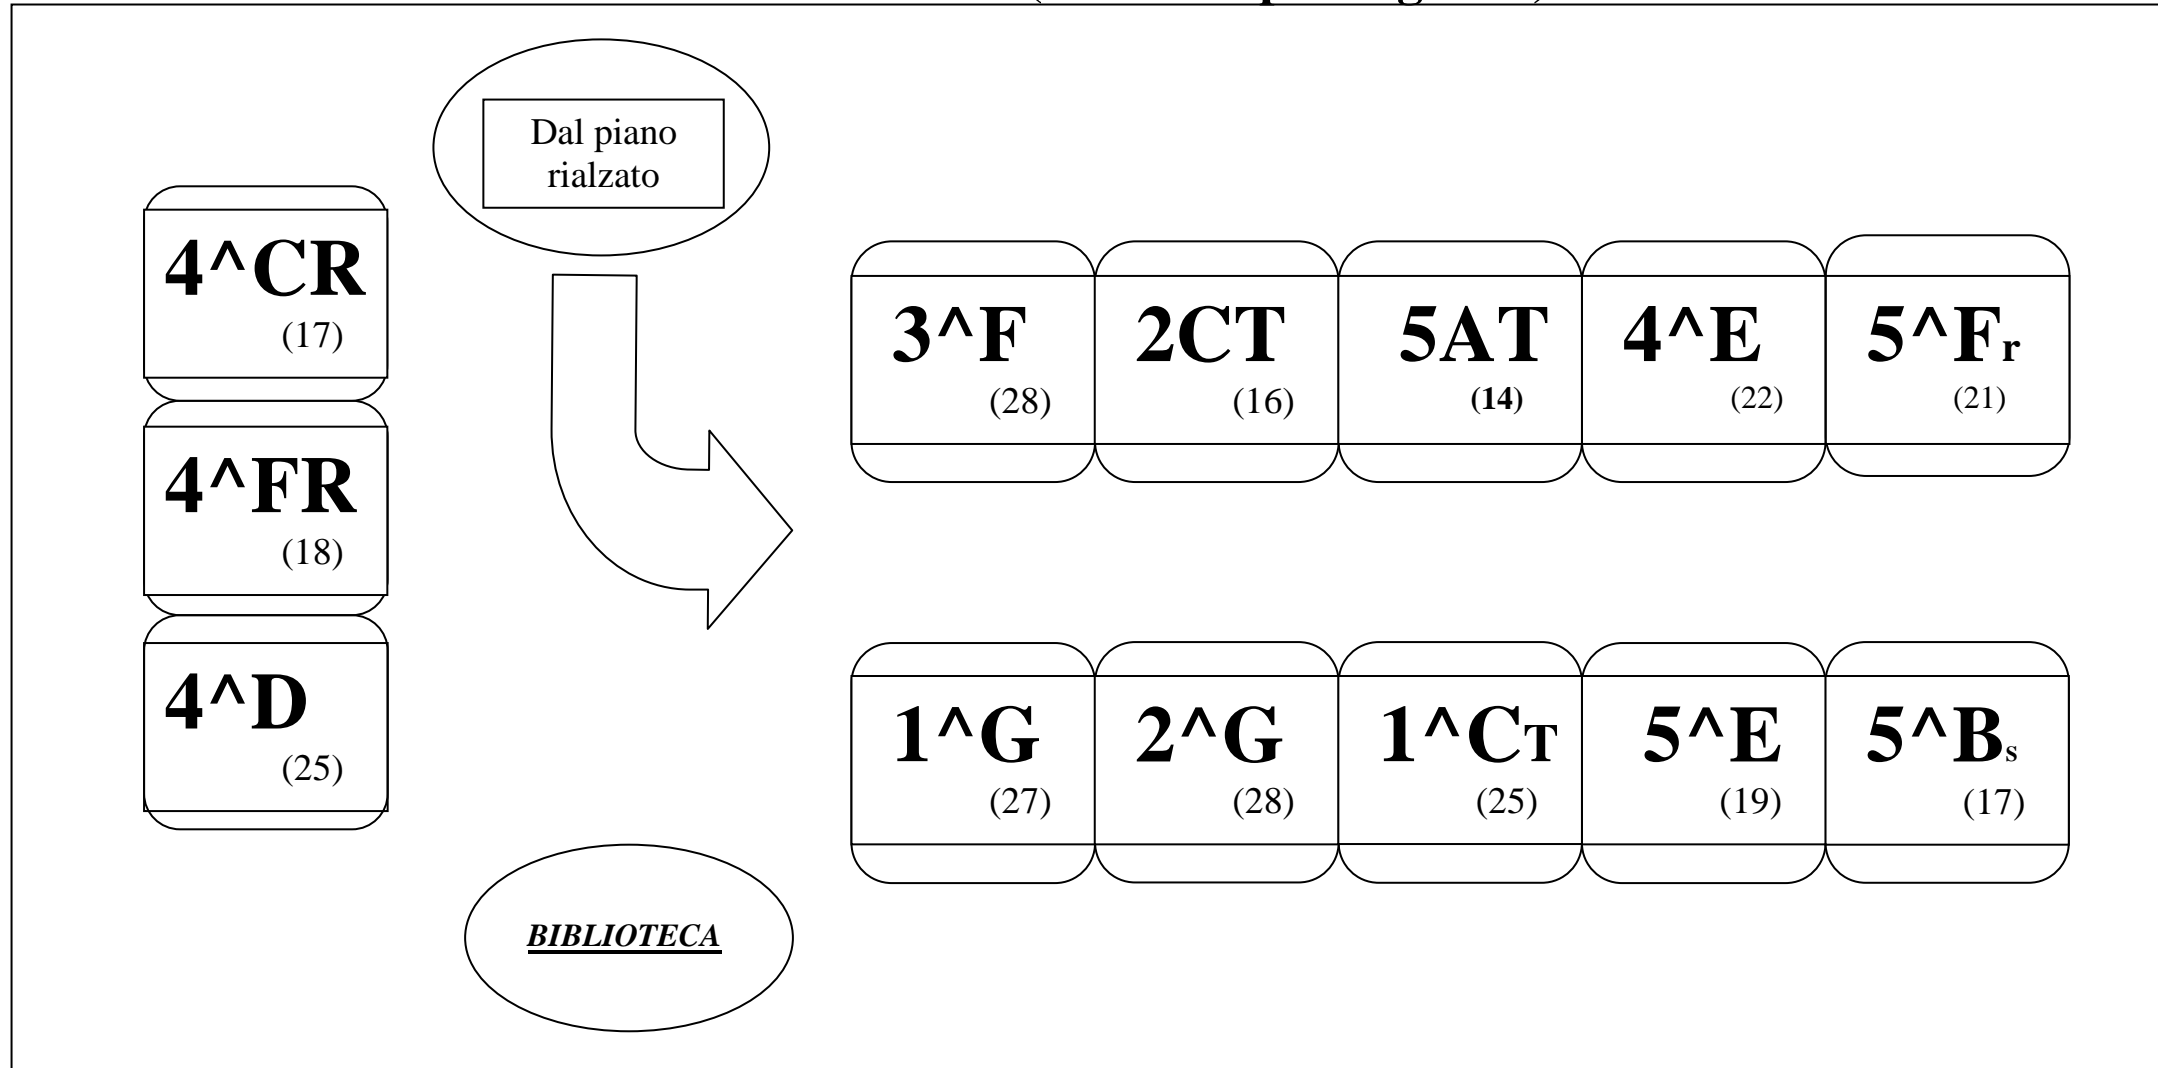 Dal piano
rialzato
4^CR
(17)
4^FR
(18)
4^D
(25)
3^F
(28)
2CT
(16)
5AT
(14)
4^E
(22)
5^Fr
(21)
1^G
(27)
2^G
(28)
1^CT
(25)
5^E
(19)
5^Bs
(17)
BIBLIOTECA